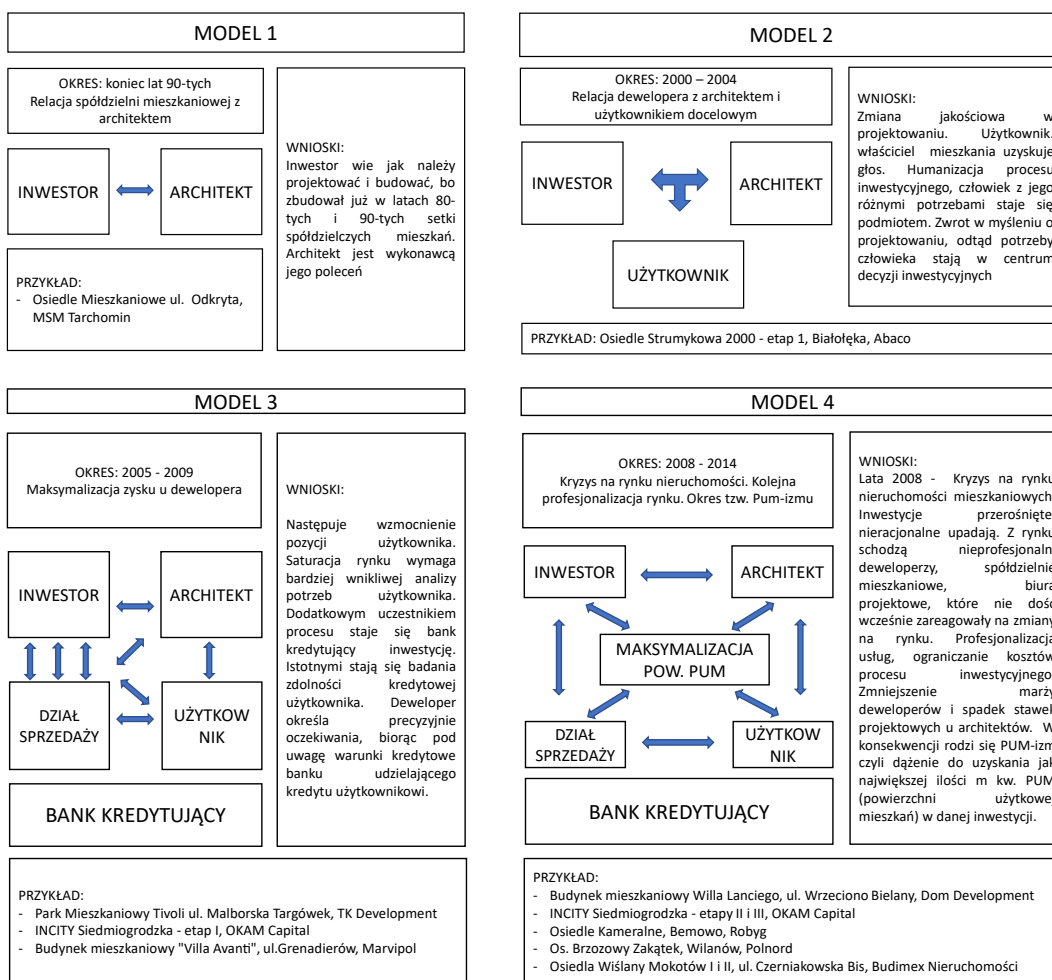 MODEL 1
OKRES: koniec lat 90-tych
Relacja spółdzielni mieszkaniowej z
architektem
INWESTOR
ARCHITEKT
PRZYKŁAD:
- Osiedle Mieszkaniowe ul. Odkryta,
MSM Tarchomin
WNIOSKI:
Inwestor wie jak należy
projektować i budować, bo
zbudował już w latach 80-
tych i 90-tych setki
spółdzielczych mieszkań.
Architekt jest wykonawcą
jego poleceń
MODEL 2
OKRES: 2000 – 2004
Relacja dewelopera z architektem i
użytkownikiem docelowym
INWESTOR
ARCHITEKT
UŻYTKOWNIK
WNIOSKI:
Zmiana jakościowa w
projektowaniu. Użytkownik.
właściciel mieszkania uzyskuje
głos. Humanizacja procesu
inwestycyjnego, człowiek z jego
różnymi potrzebami staje się
podmiotem. Zwrot w myśleniu o
projektowaniu, odtąd potrzeby
człowieka stają w centrum
decyzji inwestycyjnych
PRZYKŁAD: Osiedle Strumykowa 2000 - etap 1, Białołęka, Abaco
MODEL 3
OKRES: 2005 - 2009
Maksymalizacja zysku u dewelopera
INWESTOR
ARCHITEKT
DZIAŁ
SPRZEDAŻY
UŻYTKOW
NIK
BANK KREDYTUJĄCY
WNIOSKI:
Następuje wzmocnienie
pozycji użytkownika.
Saturacja rynku wymaga
bardziej wnikliwej analizy
potrzeb użytkownika.
Dodatkowym uczestnikiem
procesu staje się bank
kredytujący inwestycję.
Istotnymi stają się badania
zdolności kredytowej
użytkownika. Deweloper
określa precyzyjnie
oczekiwania, biorąc pod
uwagę warunki kredytowe
banku udzielającego
kredytu użytkownikowi.
PRZYKŁAD:
- Park Mieszkaniowy Tivoli ul. Malborska Targówek, TK Development
- INCITY Siedmiogrodzka - etap I, OKAM Capital
- Budynek mieszkaniowy "Villa Avanti", ul.Grenadierów, Marvipol
MODEL 4
OKRES: 2008 - 2014
Kryzys na rynku nieruchomości. Kolejna
profesjonalizacja rynku. Okres tzw. Pum-izmu
INWESTOR
ARCHITEKT
MAKSYMALIZACJA
POW. PUM
DZIAŁ
SPRZEDAŻY
UŻYTKOW
NIK
BANK KREDYTUJĄCY
WNIOSKI:
Lata 2008 - Kryzys na rynku
nieruchomości mieszkaniowych
Inwestycje przerośnięte
nieracjonalne upadają. Z rynku
schodzą nieprofesjonaln
deweloperzy, spółdzielnie
mieszkaniowe, biura
projektowe, które nie dość
wcześnie zareagowały na zmiany
na rynku. Profesjonalizacja
usług, ograniczanie kosztów
procesu inwestycyjnego
Zmniejszenie marży
deweloperów i spadek stawek
projektowych u architektów. W
konsekwencji rodzi się PUM-izm
czyli dążenie do uzyskania jak
największej ilości m kw. PUM
(powierzchni użytkowe
mieszkań) w danej inwestycji.
PRZYKŁAD:
- Budynek mieszkaniowy Willa Lanciego, ul. Wrzeciono Bielany, Dom Development
- INCITY Siedmiogrodzka - etapy II i III, OKAM Capital
- Osiedle Kameralne, Bemowo, Robyg
- Os. Brzozowy Zakątek, Wilanów, Polnord
- Osiedla Wiślany Mokotów I i II, ul. Czerniakowska Bis, Budimex Nieruchomości